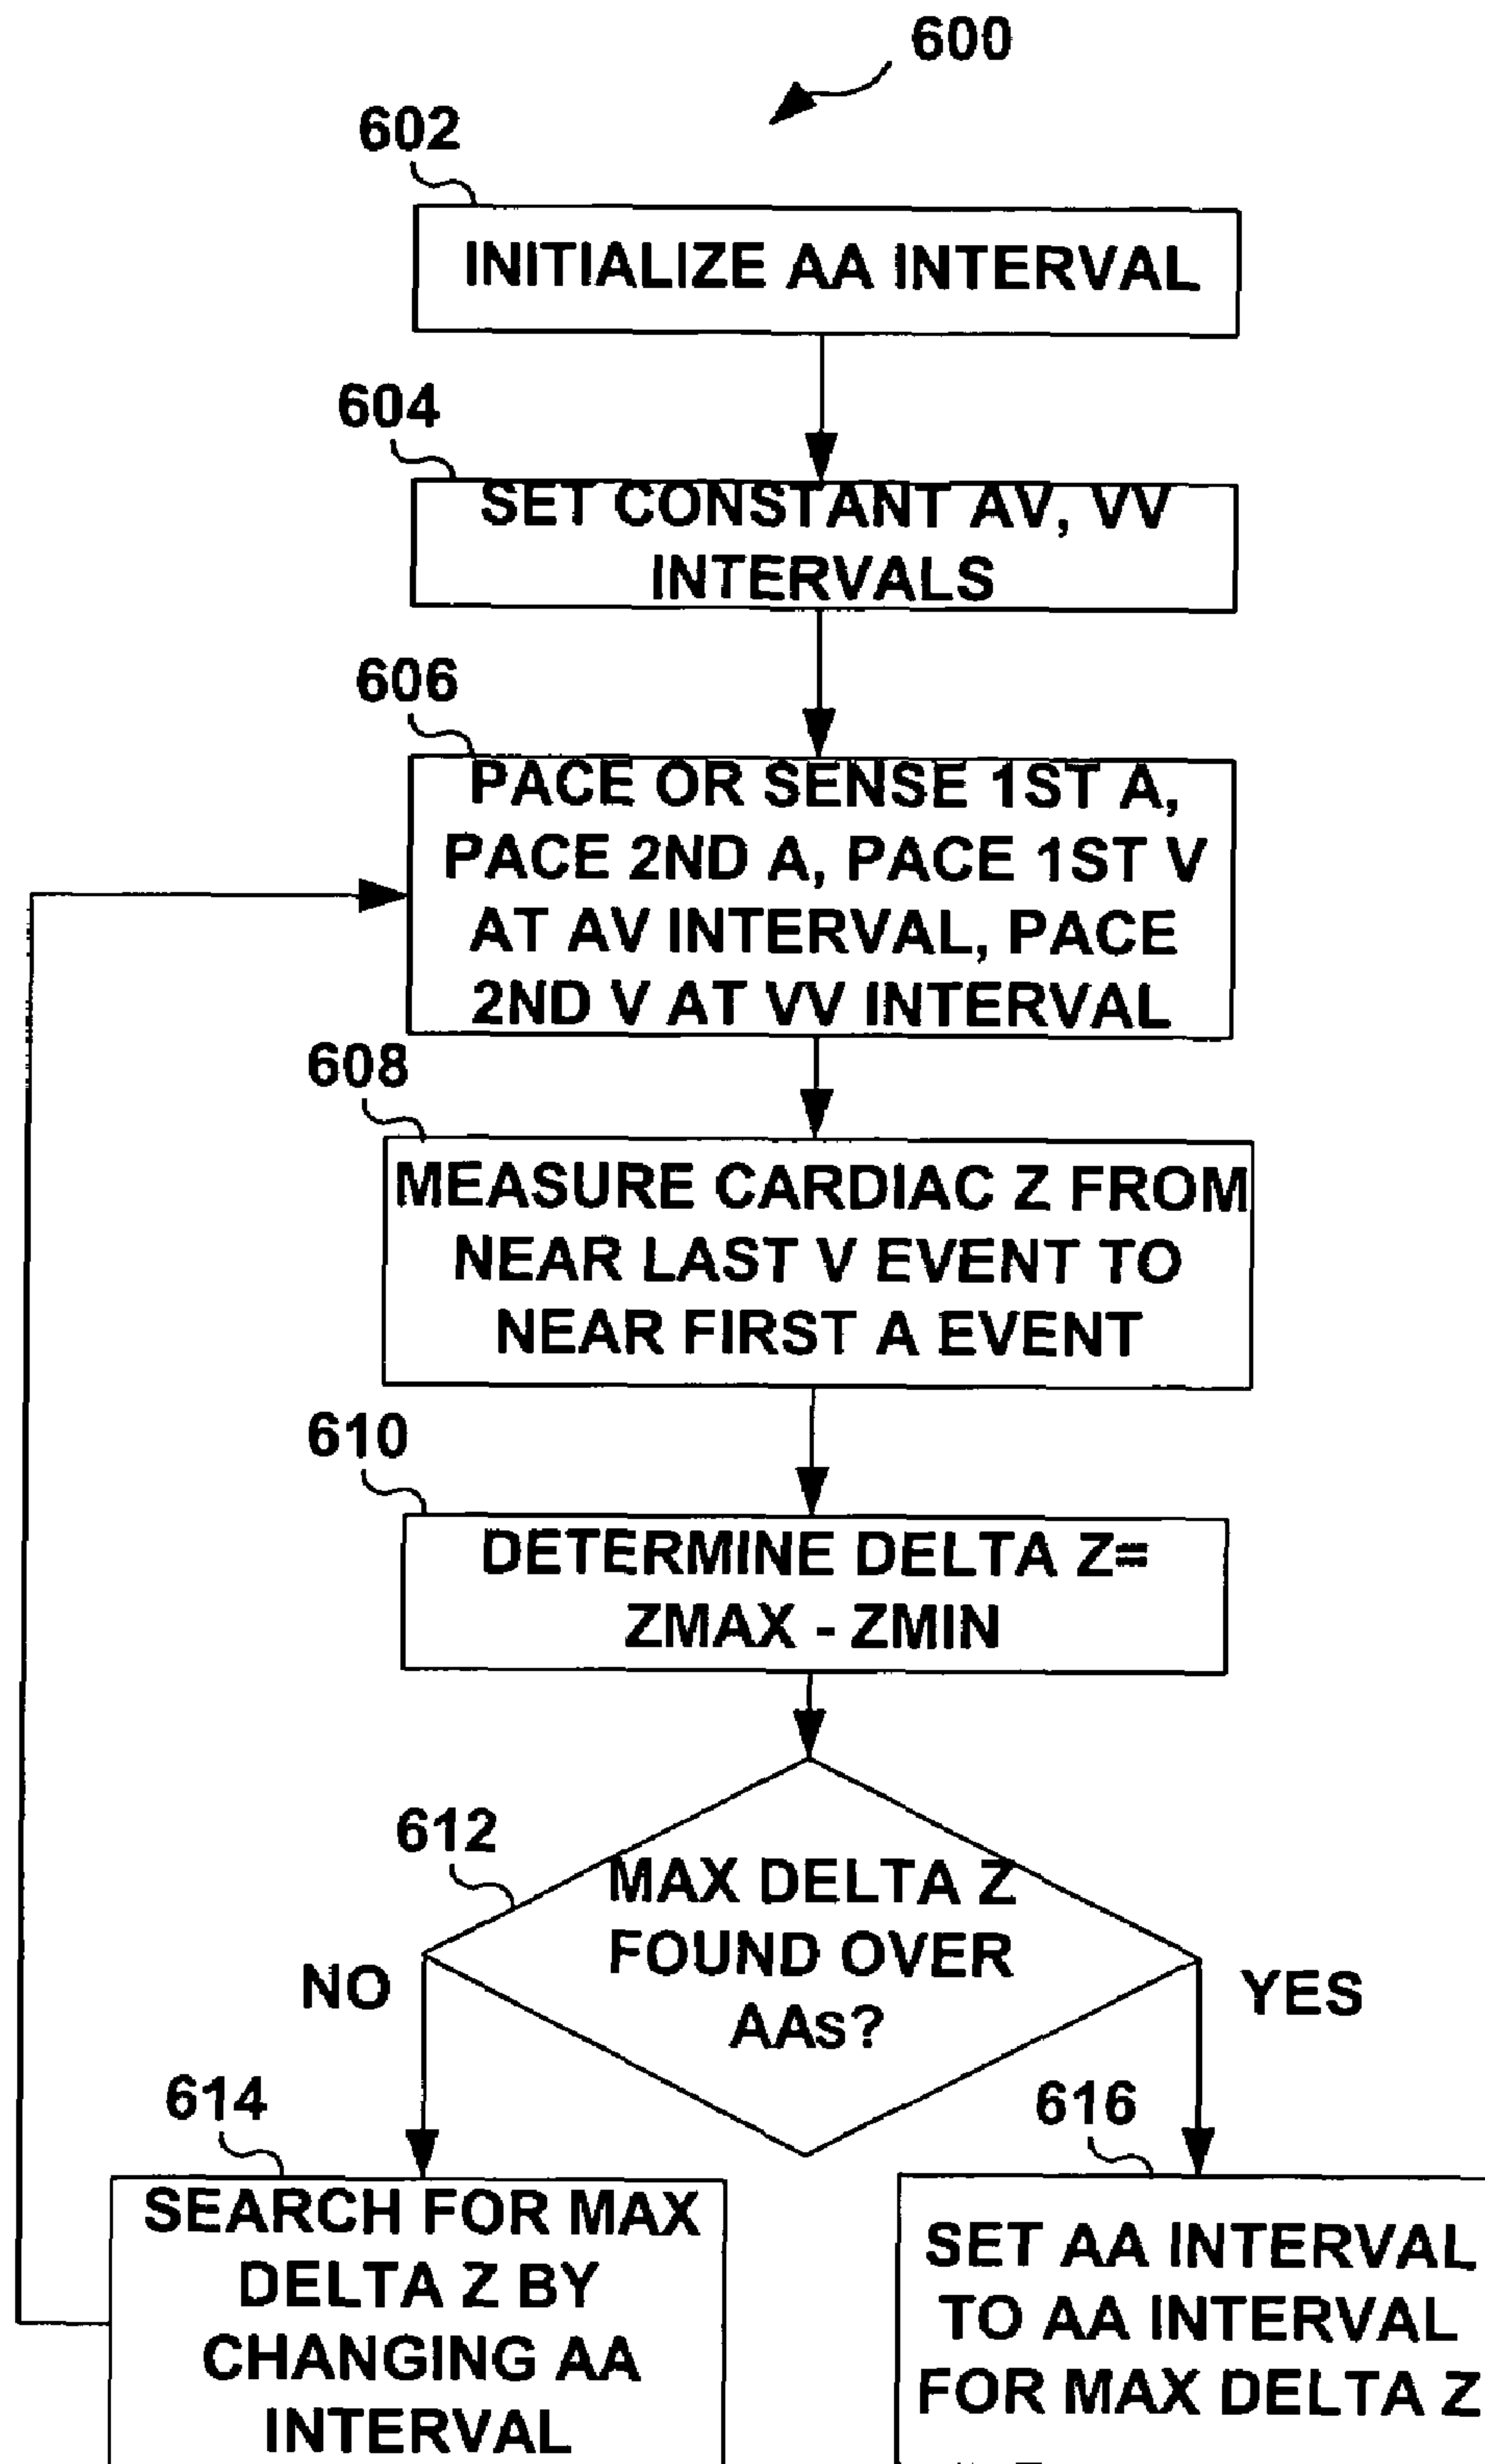 600
602
INITIALIZE AA INTERVAL
604
SET CONSTANT AV, VV
INTERVALS
606
PACE OR SENSE 1ST A,
PACE 2ND A, PACE 1ST V
AT AV INTERVAL, PACE
2ND V AT VV INTERVAL
608
MEASURE CARDIAC Z FROM
NEAR LAST V EVENT TO
NEAR FIRST A EVENT
610
DETERMINE DELTA Z=
ZMAX - ZMIN
612
MAX DELTA Z
FOUND OVER
AAs?
NO
YES
614
SEARCH FOR MAX
DELTA Z BY
CHANGING AA
INTERVAL
616
SET AA INTERVAL
TO AA INTERVAL
FOR MAX DELTA Z